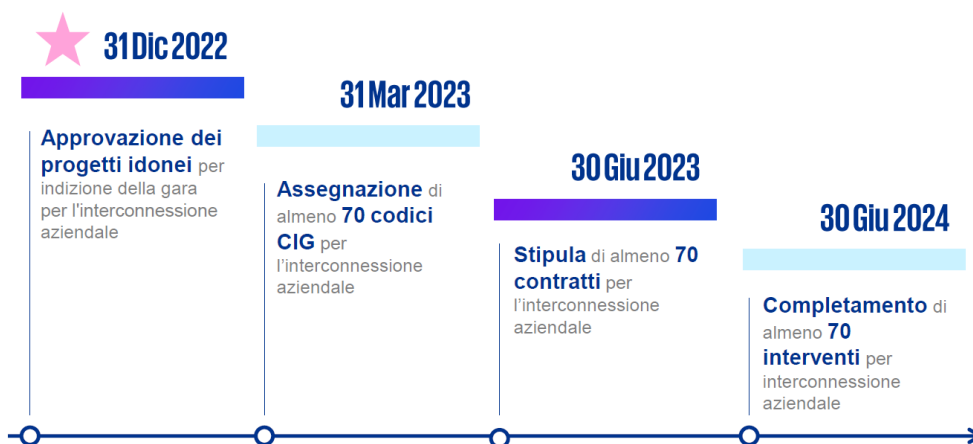 31 Dic 2022
Approvazione dei
progetti idonei per
indizione della gara
per l'interconnessione
aziendale
31 Mar 2023
Assegnazione di
almeno 70 codici
CIG per
l’interconnessione
aziendale
30 Giu 2023
Stipula di almeno 70
contratti per
l’interconnessione
aziendale
30 Giu 2024
Completamento di
almeno 70
interventi per
interconnessione
aziendale